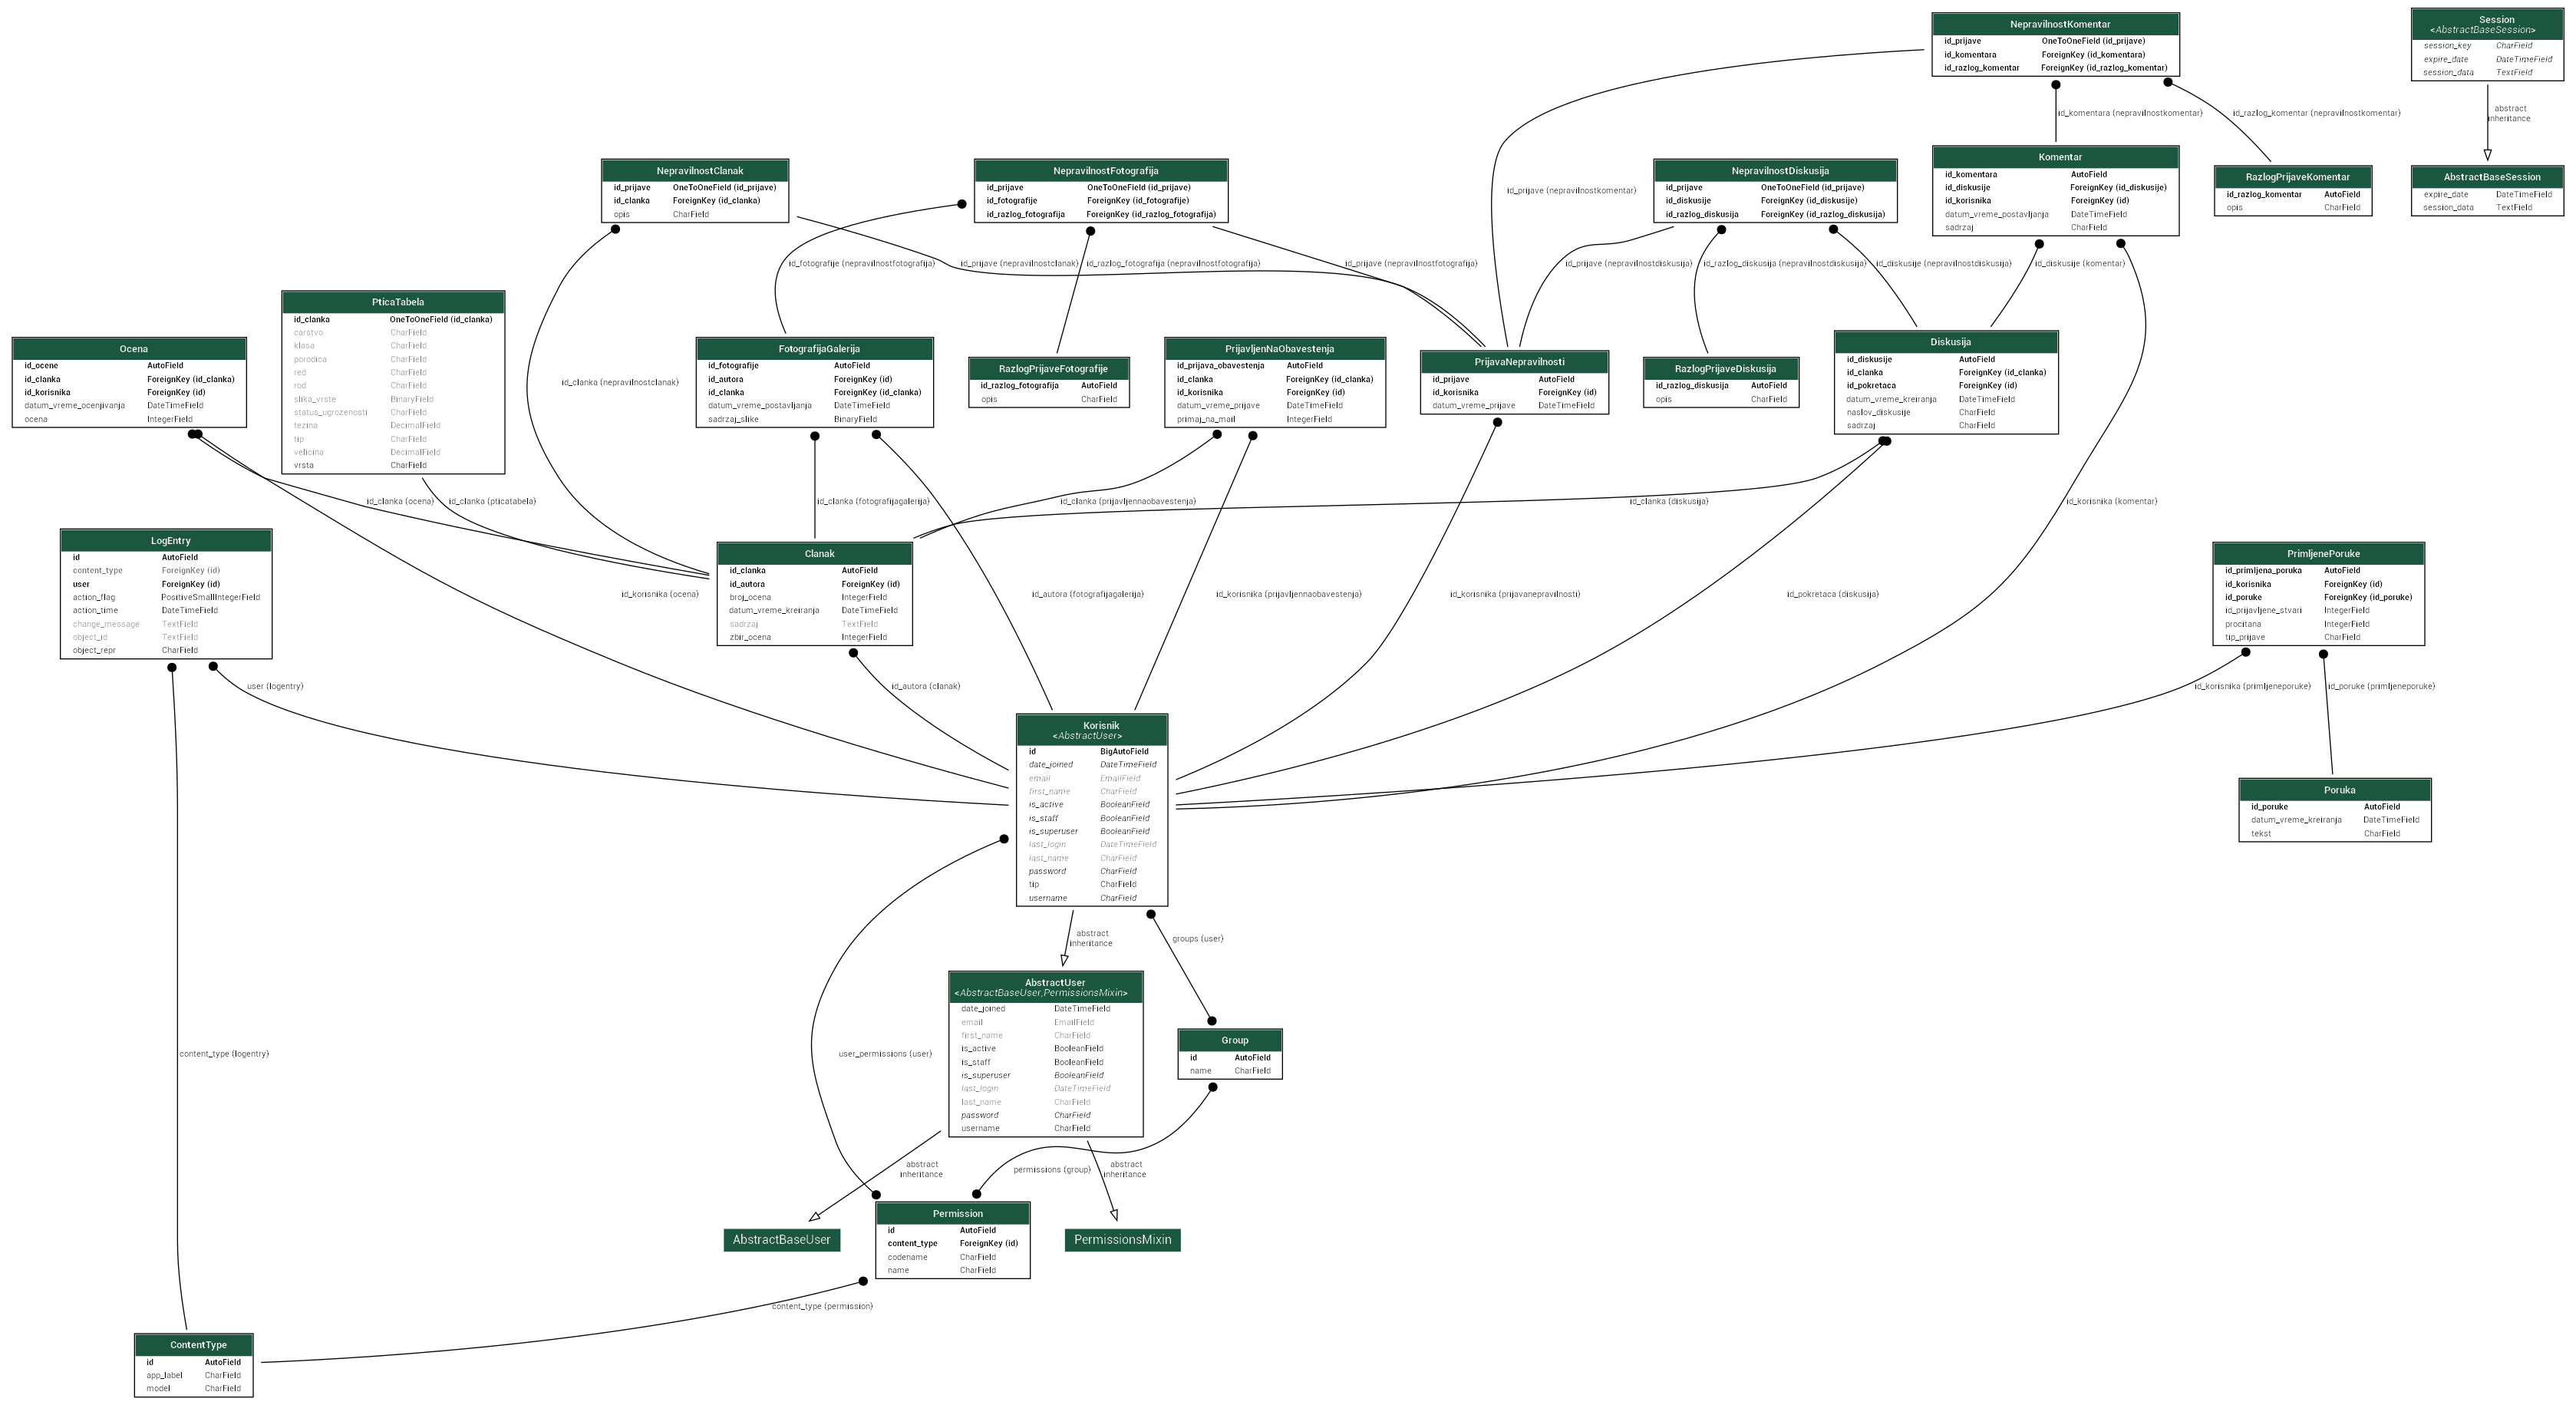 NepravilnostKomentar
id_prijave OneToOneField (id_prijave)
id_komentara ForeignKey (id_komentara)
id_razlog_komentar ForeignKey (id_razlog_komentar)
Session
<AbstractBaseSession>
session_key CharField
expire_date DateTimeField
session_data TextField
id_komentara (nepravilnostkomentar)
id_razlog_komentar (nepravilnostkomentar)
abstract
inheritance
NepravilnostClanak
id_prijave OneToOneField (id_prijave)
id_clanka ForeignKey (id_clanka)
opis CharField
NepravilnostFotografija
id_prijave OneToOneField (id_prijave)
id_fotografije ForeignKey (id_fotografije)
id_razlog_fotografija ForeignKey (id_razlog_fotografija)
id_prijave (nepravilnostkomentar)
NepravilnostDiskusija
id_prijave OneToOneField (id_prijave)
id_diskusije ForeignKey (id_diskusije)
id_razlog_diskusija ForeignKey (id_razlog_diskusija)
Komentar
id_komentara AutoField
id_diskusije ForeignKey (id_diskusije)
id_korisnika ForeignKey (id)
datum_vreme_postavljanja DateTimeField
sadrzaj CharField
RazlogPrijaveKomentar
id_razlog_komentar AutoField
opis CharField
AbstractBaseSession
expire_date DateTimeField
session_data TextField
id_fotografije (nepravilnostfotografija)
id_prijave (nepravilnostclanak)
id_razlog_fotografija (nepravilnostfotografija)
id_prijave (nepravilnostfotografija)
id_prijave (nepravilnostdiskusija)
id_razlog_diskusija (nepravilnostdiskusija)
id_diskusije (nepravilnostdiskusija)
id_diskusije (komentar)
Ocena
id_ocene AutoField
id_clanka ForeignKey (id_clanka)
id_korisnika ForeignKey (id)
datum_vreme_ocenjivanja DateTimeField
ocena IntegerField
PticaTabela
id_clanka OneToOneField (id_clanka)
carstvo CharField
klasa CharField
porodica CharField
red CharField
rod CharField
slika_vrste BinaryField
status_ugrozenosti CharField
tezina DecimalField
tip CharField
velicina DecimalField
vrsta CharField
id_clanka (nepravilnostclanak)
FotografijaGalerija
id_fotografije AutoField
id_autora ForeignKey (id)
id_clanka ForeignKey (id_clanka)
datum_vreme_postavljanja DateTimeField
sadrzaj_slike BinaryField
RazlogPrijaveFotografije
id_razlog_fotografija AutoField
opis CharField
PrijavljenNaObavestenja
id_prijava_obavestenja AutoField
id_clanka ForeignKey (id_clanka)
id_korisnika ForeignKey (id)
datum_vreme_prijave DateTimeField
primaj_na_mail IntegerField
PrijavaNepravilnosti
id_prijave AutoField
id_korisnika ForeignKey (id)
datum_vreme_prijave DateTimeField
RazlogPrijaveDiskusija
id_razlog_diskusija AutoField
opis CharField
Diskusija
id_diskusije AutoField
id_clanka ForeignKey (id_clanka)
id_pokretaca ForeignKey (id)
datum_vreme_kreiranja DateTimeField
naslov_diskusije CharField
sadrzaj CharField
id_clanka (ocena)
id_clanka (pticatabela)
id_clanka (fotografijagalerija)
id_clanka (prijavljennaobavestenja)
id_clanka (diskusija)
id_korisnika (komentar)
LogEntry
id AutoField
content_type ForeignKey (id)
user ForeignKey (id)
action_flag PositiveSmallIntegerField
action_time DateTimeField
change_message TextField
object_id TextField
object_repr CharField
id_korisnika (ocena)
Clanak
id_clanka AutoField
id_autora ForeignKey (id)
broj_ocena IntegerField
datum_vreme_kreiranja DateTimeField
sadrzaj TextField
zbir_ocena IntegerField
id_autora (fotografijagalerija)
id_korisnika (prijavljennaobavestenja)
id_korisnika (prijavanepravilnosti)
id_pokretaca (diskusija)
PrimljenePoruke
id_primljena_poruka AutoField
id_korisnika ForeignKey (id)
id_poruke ForeignKey (id_poruke)
id_prijavljene_stvari IntegerField
procitana IntegerField
tip_prijave CharField
user (logentry)
id_autora (clanak)
id_korisnika (primljeneporuke)
id_poruke (primljeneporuke)
Korisnik
<AbstractUser>
id BigAutoField
date_joined DateTimeField
email EmailField
first_name CharField
is_active BooleanField
is_staff BooleanField
is_superuser BooleanField
last_login DateTimeField
last_name CharField
password CharField
tip CharField
username CharField
Poruka
id_poruke AutoField
datum_vreme_kreiranja DateTimeField
tekst CharField
abstract
inheritance
groups (user)
AbstractUser
<AbstractBaseUser,PermissionsMixin>
date_joined DateTimeField
email EmailField
first_name CharField
is_active BooleanField
is_staff BooleanField
is_superuser BooleanField
last_login DateTimeField
last_name CharField
password CharField
username CharField
Group
id AutoField
name CharField
content_type (logentry)
user_permissions (user)
abstract
inheritance
permissions (group)
abstract
inheritance
AbstractBaseUser
Permission
id AutoField
content_type ForeignKey (id)
codename CharField
name CharField
PermissionsMixin
content_type (permission)
ContentType
id AutoField
app_label CharField
model CharField